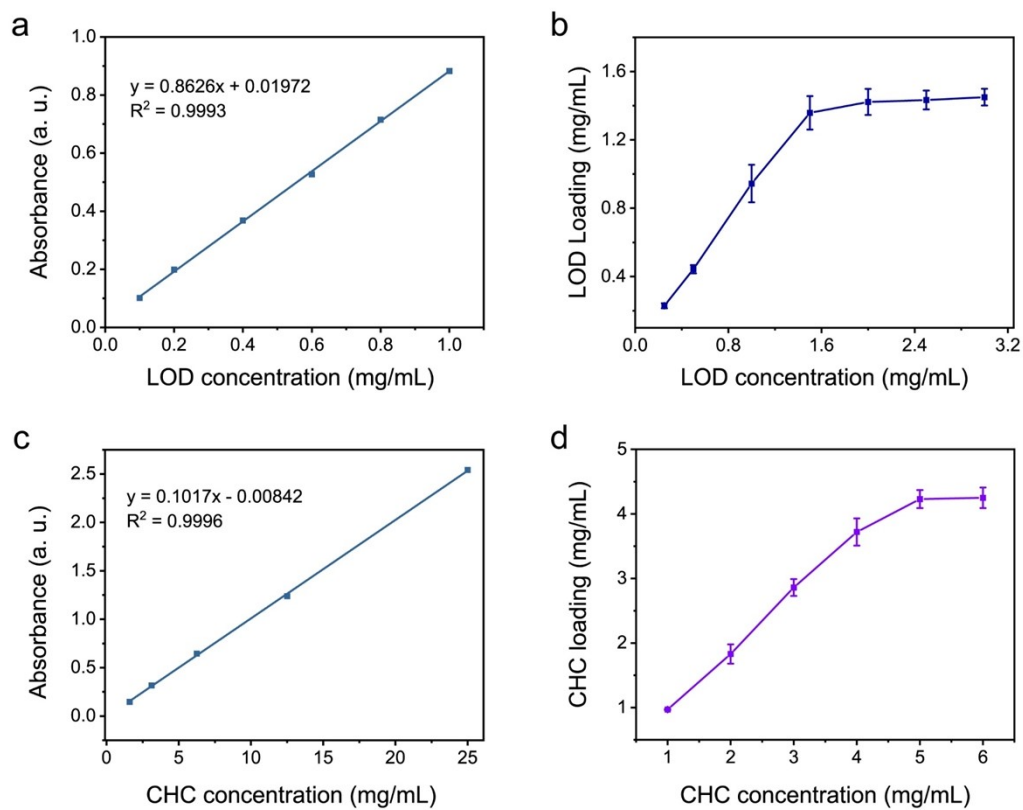 a
1.0
0.8
0.6
0.4
0.2
0.0
Absorbance (a. u.)
y = 0.8626x + 0.01972
R² = 0.9993
0.0 0.2 0.4 0.6 0.8 1.0
LOD concentration (mg/mL)
b
1.6
1.2
0.8
0.4
LOD Loading (mg/mL)
0.0 0.8 1.6 2.4 3.2
LOD concentration (mg/mL)
c
2.5
2.0
1.5
1.0
0.5
0.0
Absorbance (a. u.)
y = 0.1017x - 0.00842
R² = 0.9996
0 5 10 15 20 25
CHC concentration (mg/mL)
d
5
4
3
2
1
CHC loading (mg/mL)
1 2 3 4 5 6
CHC concentration (mg/mL)